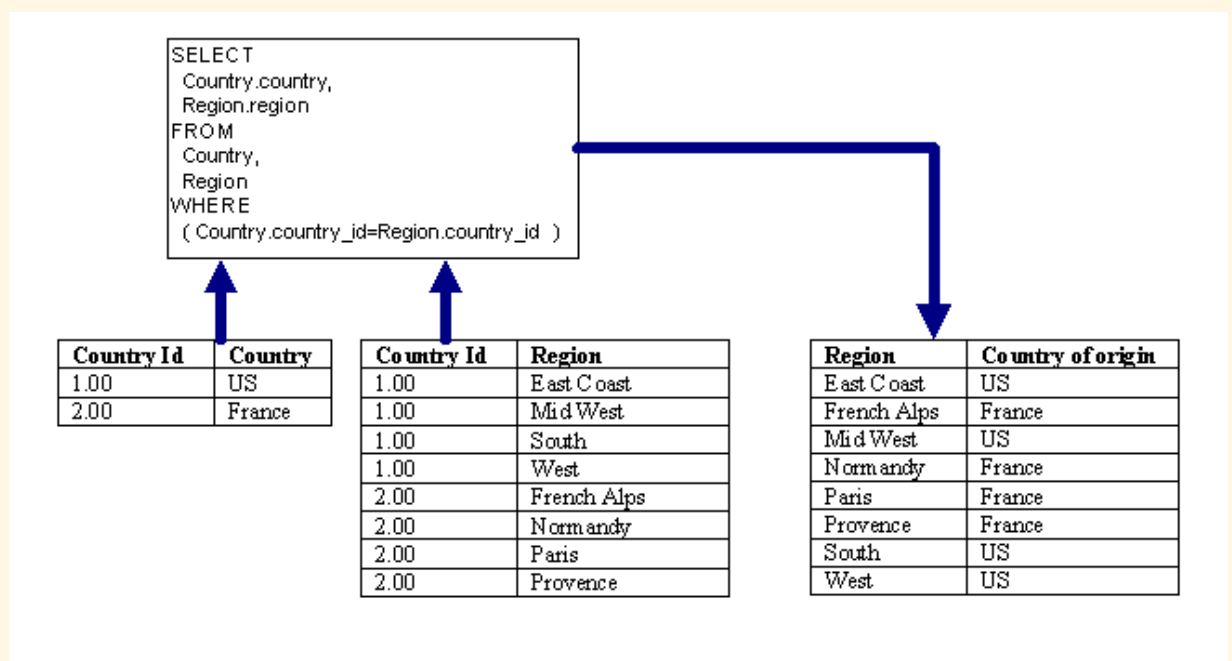 SELECT
Country.country,
Region.region
FROM
Country,
Region
WHERE
( Country.country_id=Region.country_id )
Country Id Country
1.00 US
2.00 France
Country Id Region
1.00 East Coast
1.00 Mid West
1.00 South
1.00 West
2.00 French Alps
2.00 Normandy
2.00 Paris
2.00 Provence
Region Country of origin
East Coast US
French Alps France
Mid West US
Normandy France
Paris France
Provence France
South US
West US